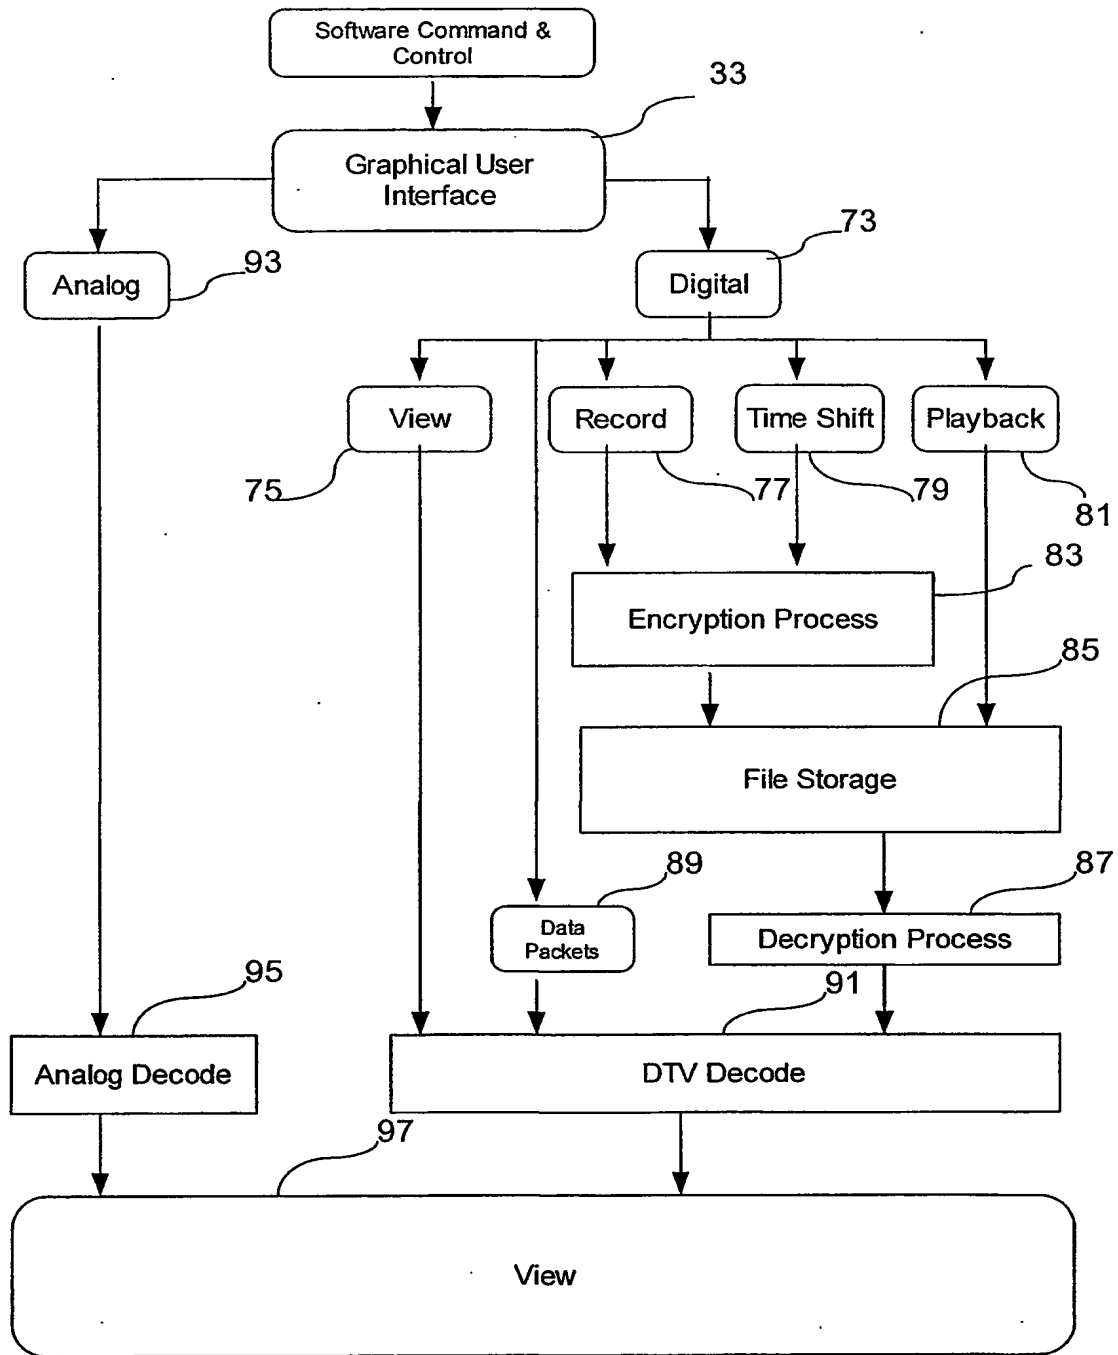 Software Command &
Control
33
Graphical User
Interface
73
93
Analog
Digital
View
Record
Time Shift
Playback
75
77
79
81
83
Encryption Process
85
File Storage
89
87
Data
Packets
Decryption Process
95
91
Analog Decode
DTV Decode
97
View